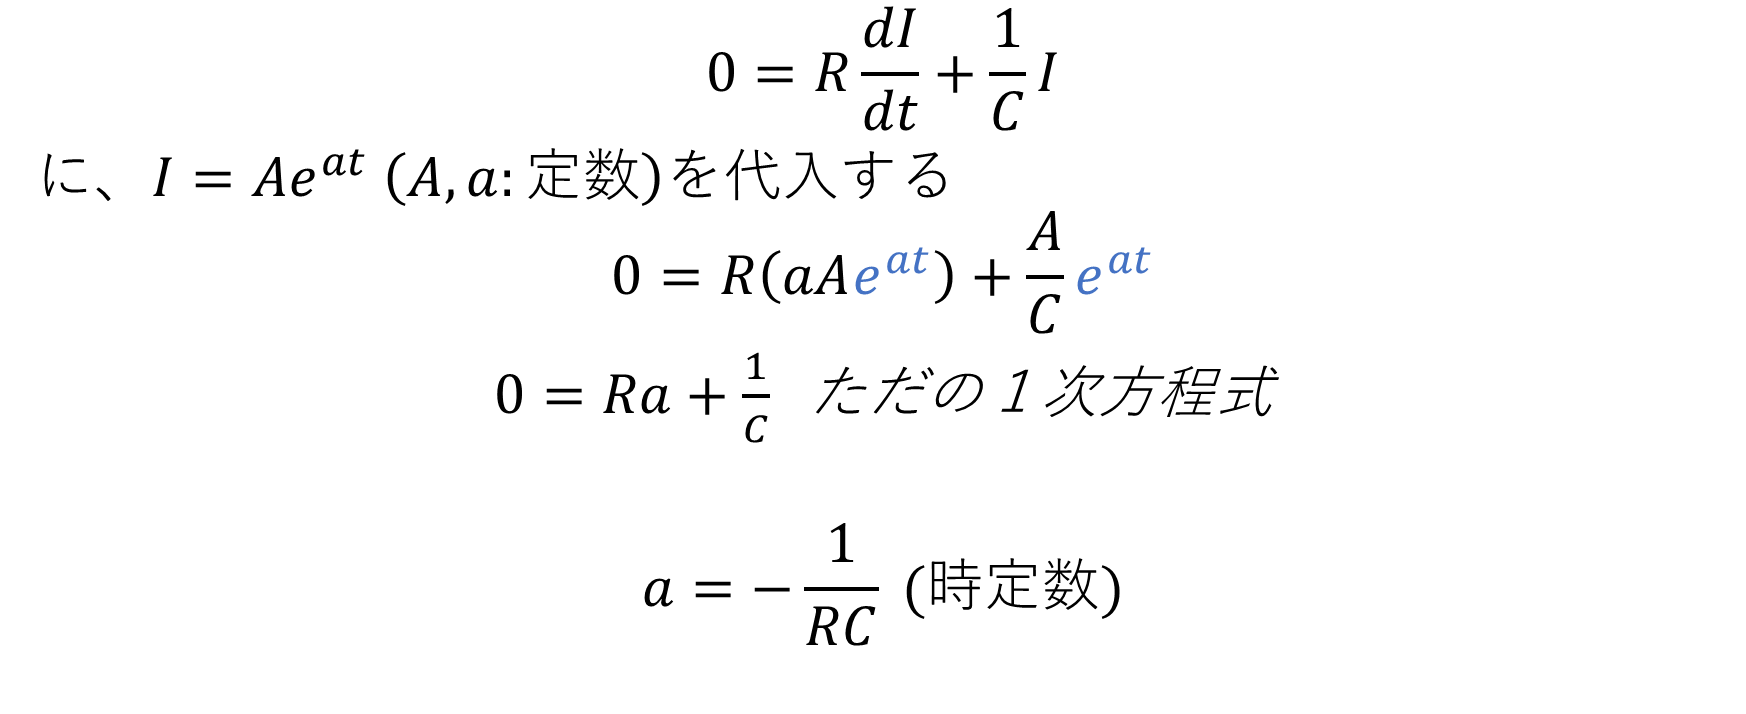 0 = R dI/dt + 1/C I
に、I = Ae^{at} (A, a: 定数)を代入する
0 = R(aAe^{at}) + A/C e^{at}
0 = Ra + 1/C ただの１次方程式
a = − 1/RC (時定数)